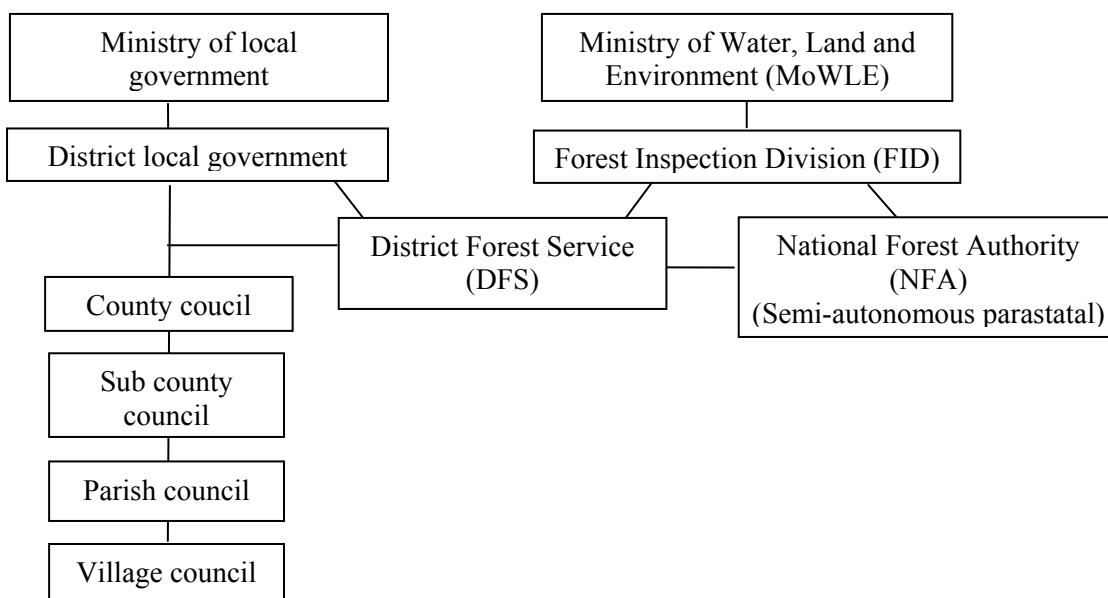 Ministry of local
government
Ministry of Water, Land and
Environment (MoWLE)
District local government
Forest Inspection Division (FID)
District Forest Service
(DFS)
National Forest Authority
(NFA)
(Semi-autonomous parastatal)
County coucil
Sub county
council
Parish council
Village council